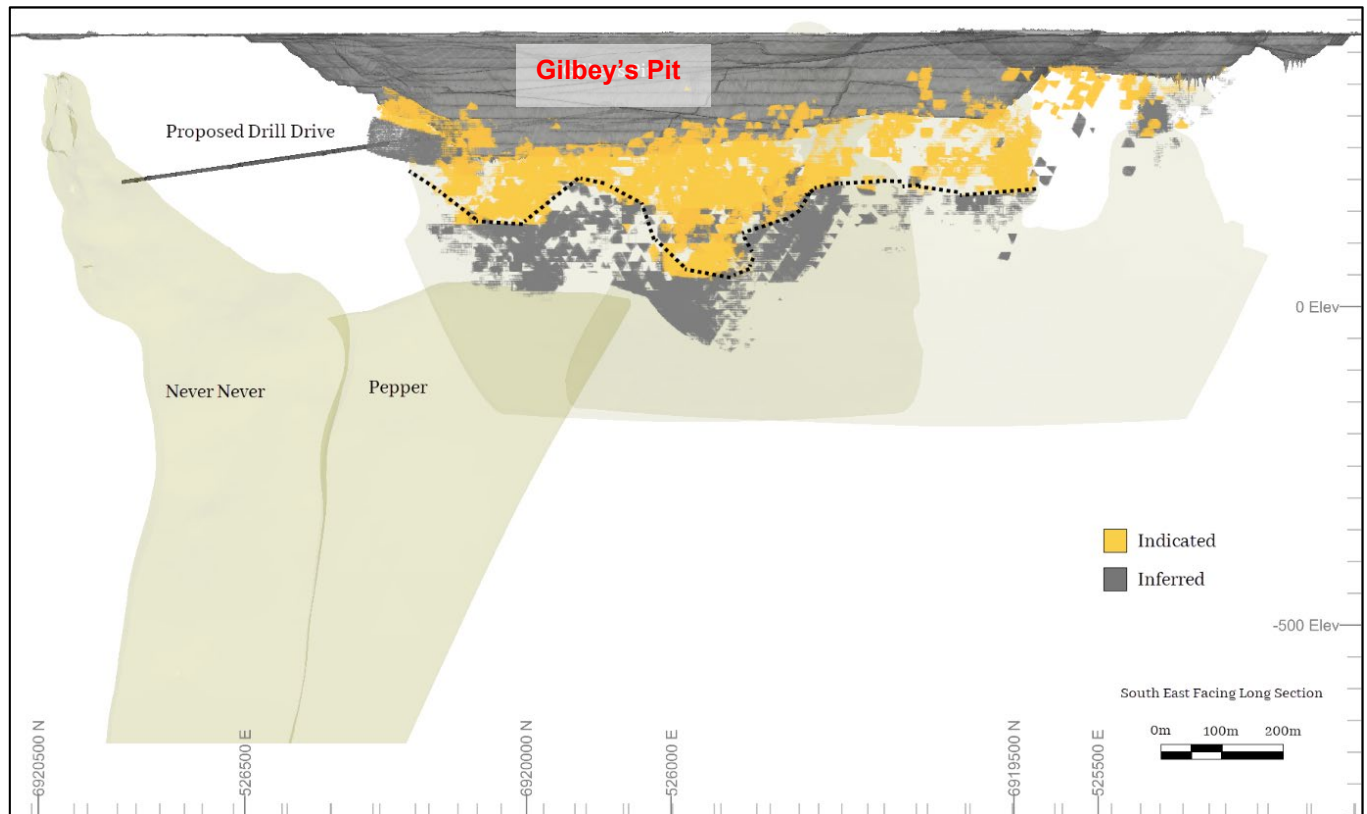 Gilbey's Pit
Proposed Drill Drive
0 Elev
Never Never
Pepper
Indicated
Inferred
-500 Elev
South East Facing Long Section
0m 100m 200m
6920500 N
526500 E
6920000 N
526000 E
6919500 N
525500 E